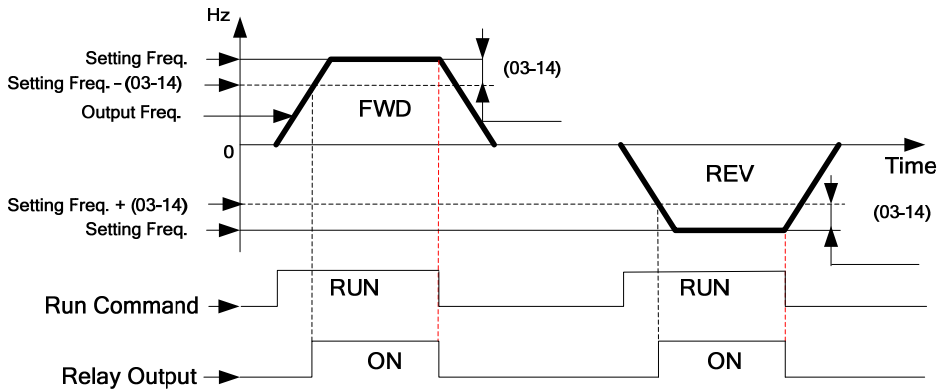 Hz
Setting Freq.
Setting Freq. – (03-14)
(03-14)
Output Freq.
FWD
0
Time
REV
Setting Freq. + (03-14)
(03-14)
Setting Freq.
RUN
RUN
Run Command
ON
ON
Relay Output